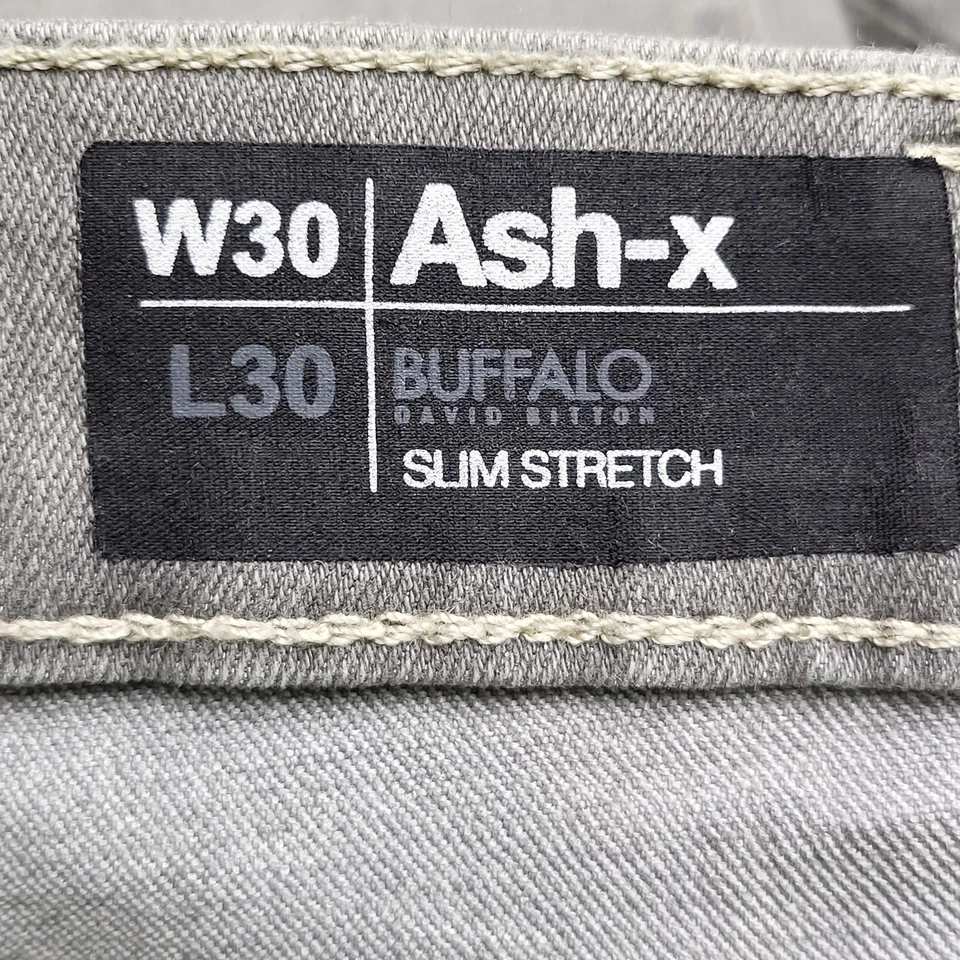 W30 Ash-x
L30 BUFFALO
DAVID BITTON
SLIM STRETCH